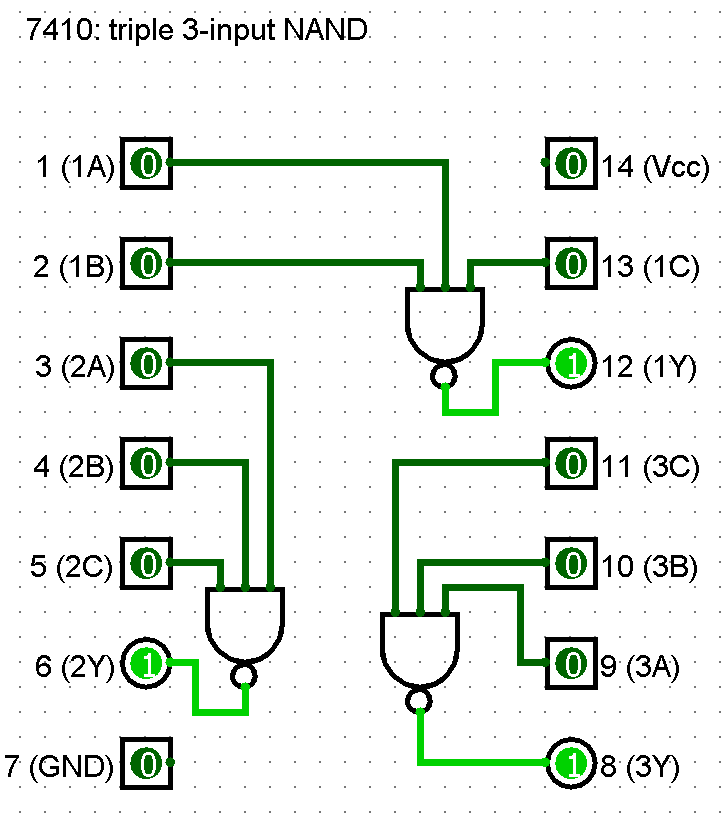 7410: triple 3-input NAND
1 (1A) 0 0 14 (Vcc)
2 (1B) 0 0 13 (1C)
3 (2A) 0 1 12 (1Y)
4 (2B) 0 0 11 (3C)
5 (2C) 0 0 10 (3B)
6 (2Y) 1 0 9 (3A)
7 (GND) 0 1 8 (3Y)